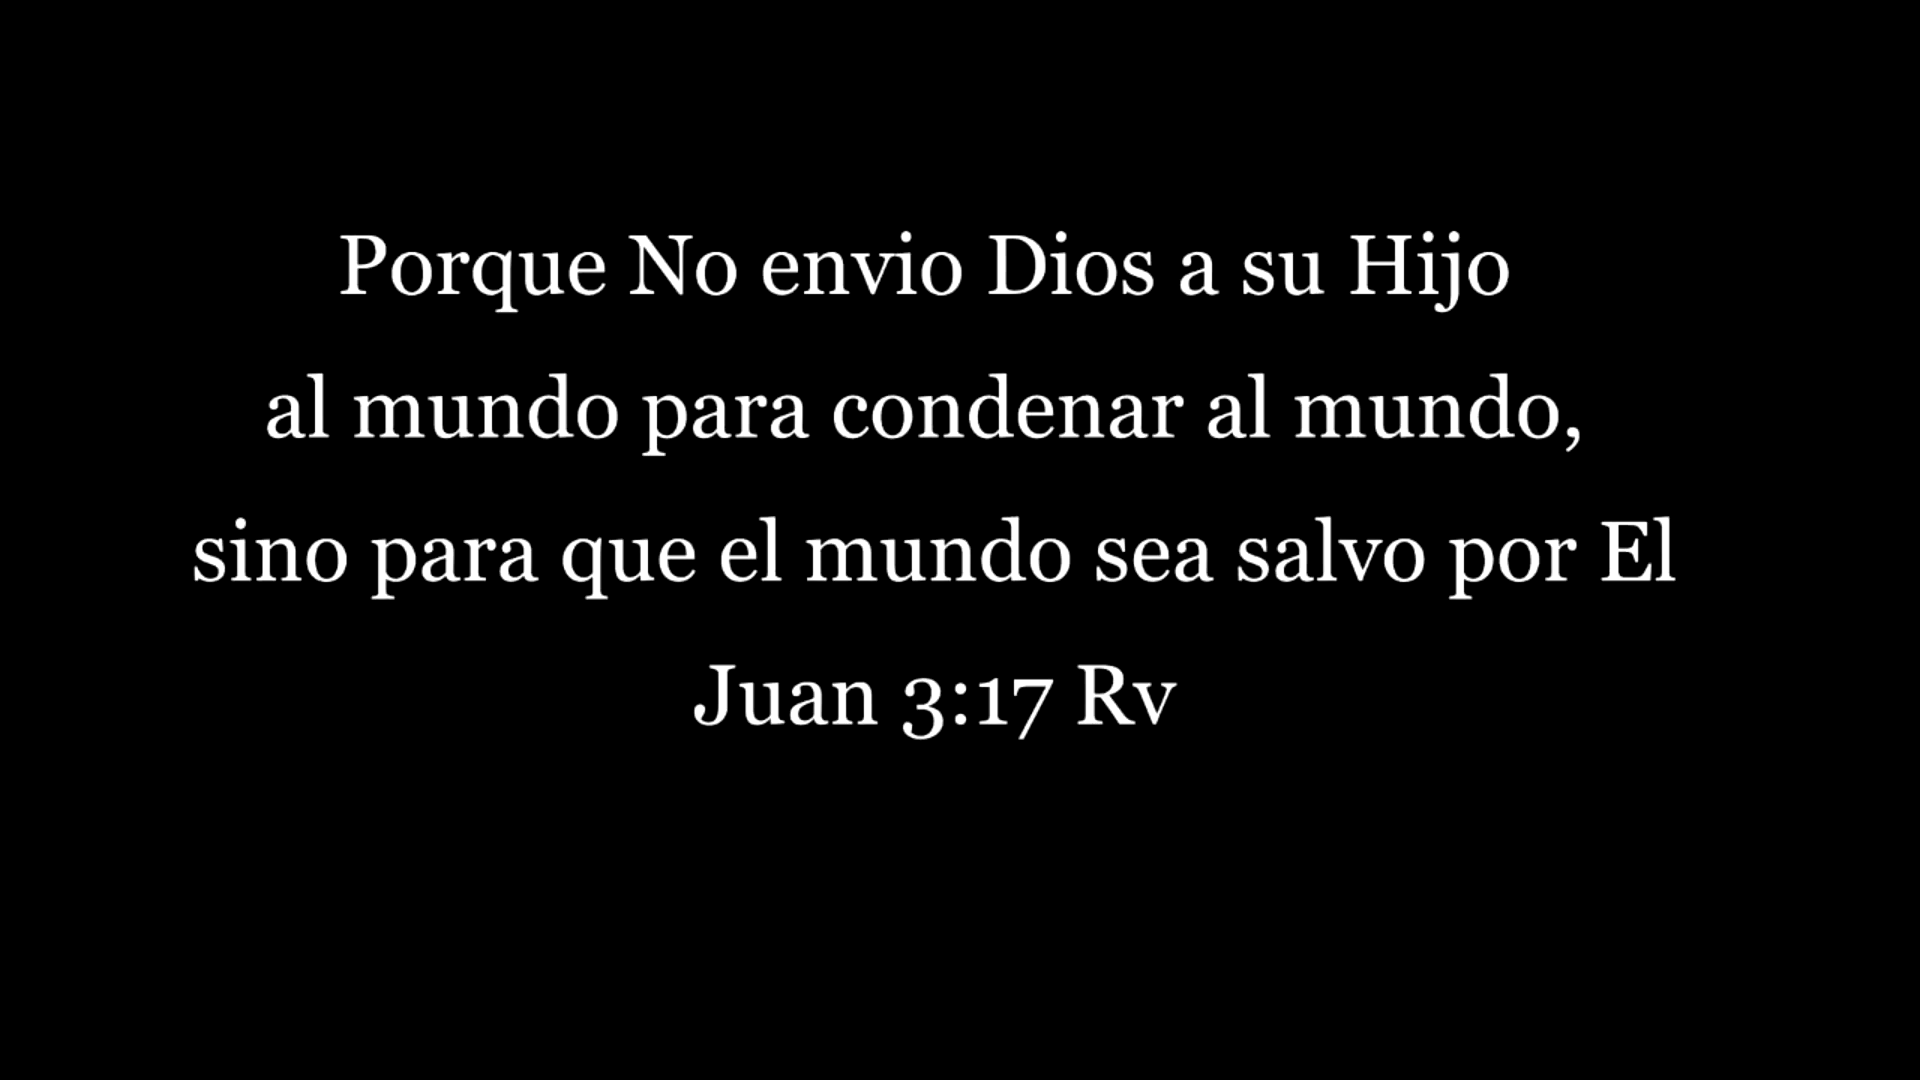 Porque No envio Dios a su Hijo
al mundo para condenar al mundo,
sino para que el mundo sea salvo por El
Juan 3:17 Rv